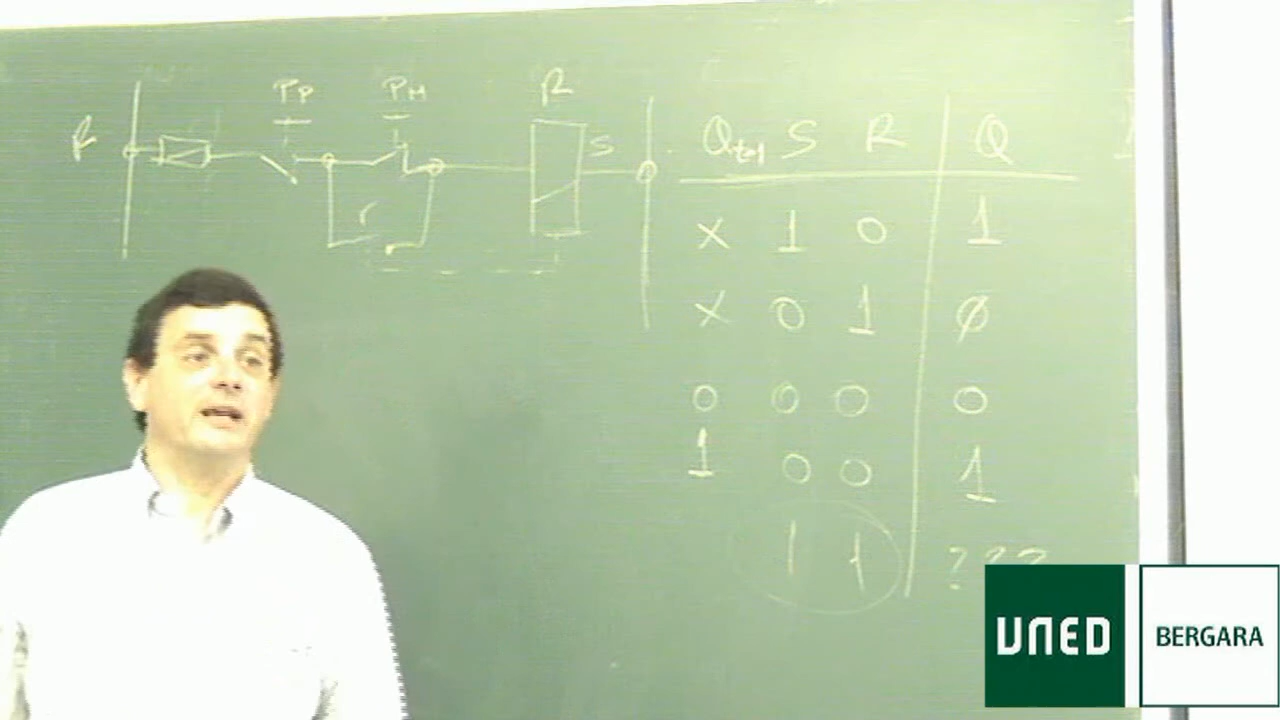 PP PM R
f S
r
Qt-1 S R Q
x 1 0 1
x 0 1 Ø
0 0 0 0
1 0 0 1
1 1 ???
UNED BERGARA